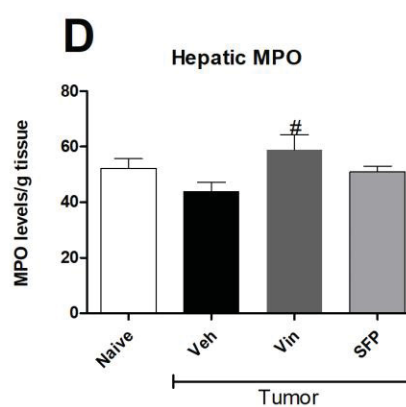 D
Hepatic MPO
MPO levels/g tissue
80
60
40
20
0
#
Naive
Veh
Vin
SFP
Tumor